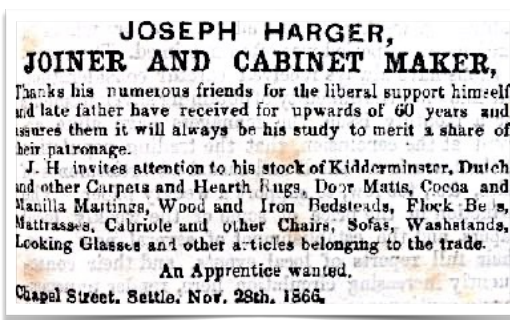 JOSEPH HARGER,
JOINER AND CABINET MAKER,
Thanks his numerous friends for the liberal support himself
and late father have received for upwards of 60 years and
assures them it will always be his study to merit a share of
their patronage.
J. H. invites attention to his stock of Kidderminster, Dutch
and other Carpets and Hearth Rugs, Door Matts, Cocoa and
Manilla Mattings, Wood and Iron Bedsteads, Flock Beds,
Mattrasses, Cabriole and other Chairs, Sofas, Washstands,
Looking Glasses and other articles belonging to the trade.
An Apprentice wanted.
Chapel Street, Settle, Nov. 28th, 1866.